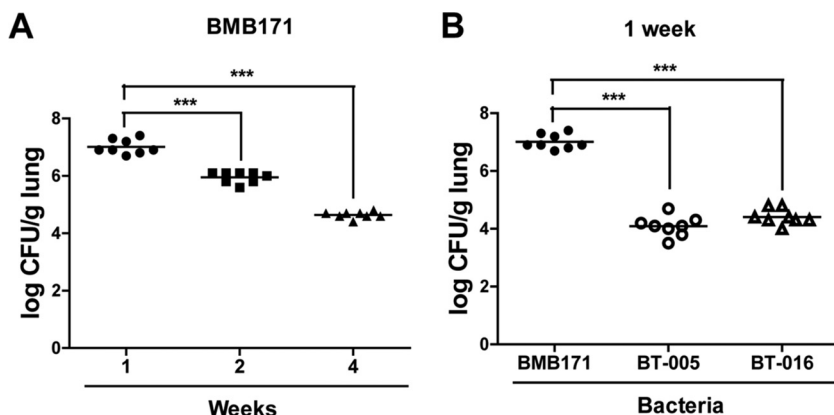 A
BMB171
***
***
log CFU/g lung
8
6
4
2
0
1
2
4
Weeks
B
1 week
***
***
log CFU/g lung
8
6
4
2
0
BMB171
BT-005
BT-016
Bacteria